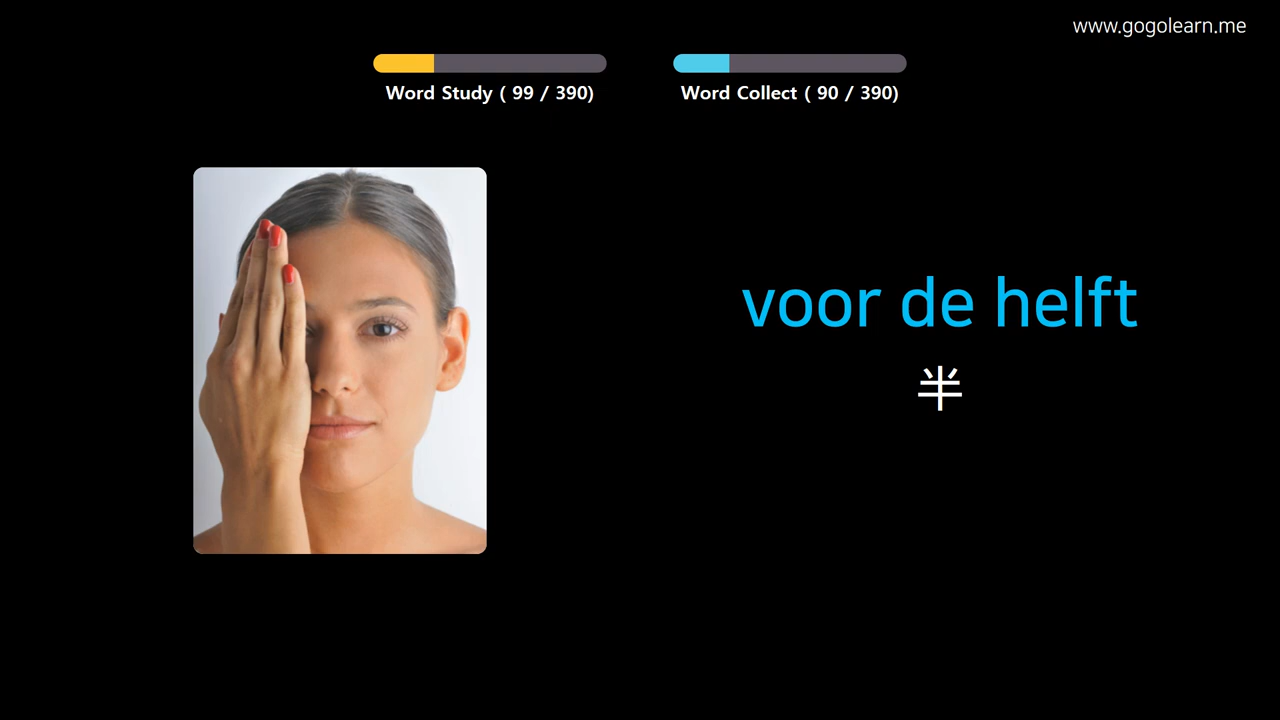 www.gogolearn.me
Word Study ( 99 / 390)
Word Collect ( 90 / 390)
voor de helft
半